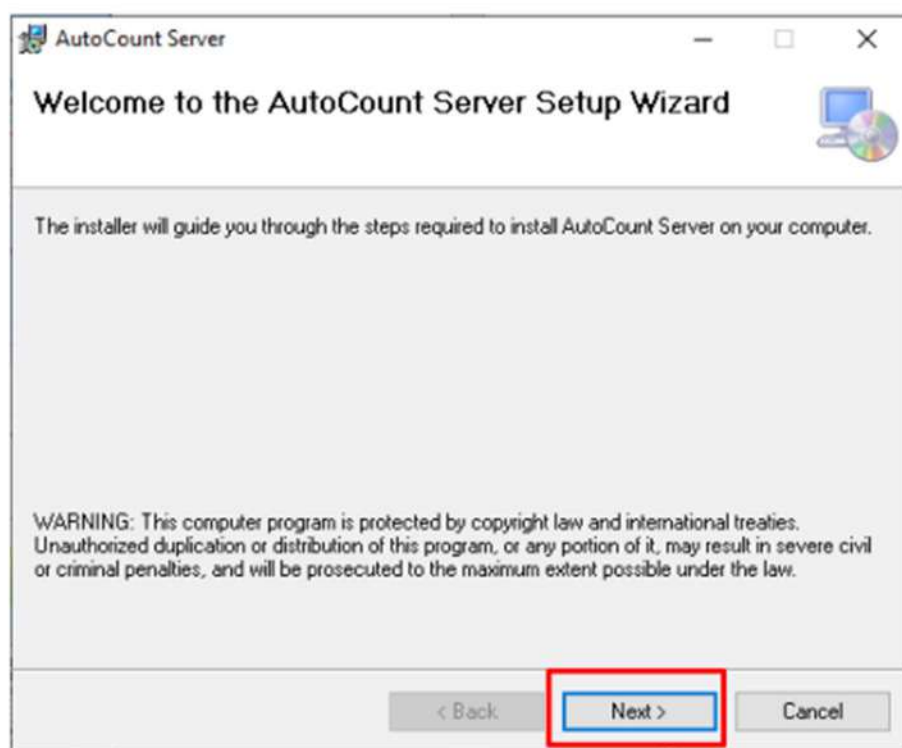 AutoCount Server
Welcome to the AutoCount Server Setup Wizard
The installer will guide you through the steps required to install AutoCount Server on your computer.
WARNING: This computer program is protected by copyright law and international treaties.
Unauthorized duplication or distribution of this program, or any portion of it, may result in severe civil
or criminal penalties, and will be prosecuted to the maximum extent possible under the law.
< Back Next > Cancel